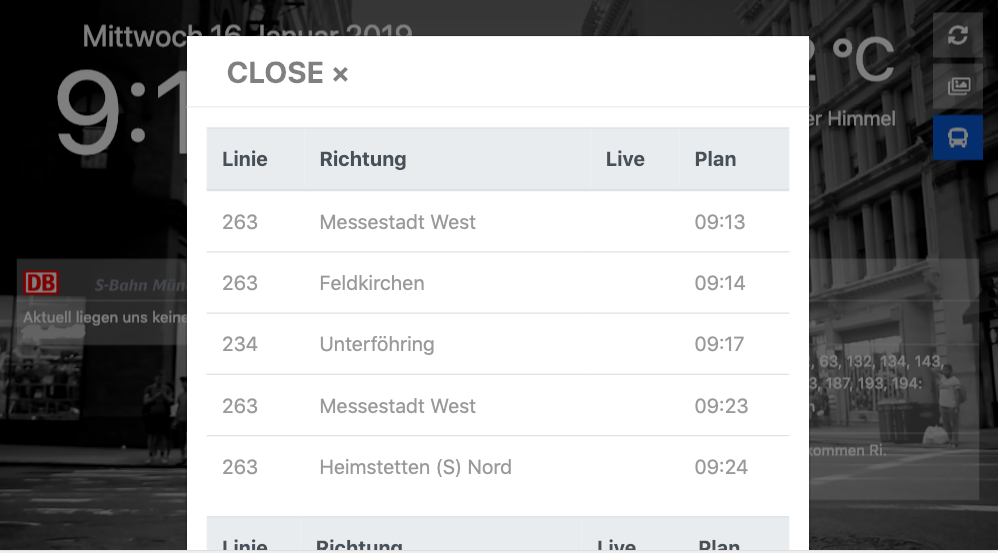 Mittwoch 16 Januar 2019
9:1
°C
er Himmel
CLOSE ×
Linie Richtung Live Plan
263 Messestadt West 09:13
263 Feldkirchen 09:14
234 Unterföhring 09:17
263 Messestadt West 09:23
263 Heimstetten (S) Nord 09:24
Linie Richtung Live Plan
DB S-Bahn Mün
Aktuell liegen uns keine
63, 132, 134, 143,
187, 193, 194:
kommen Ri.